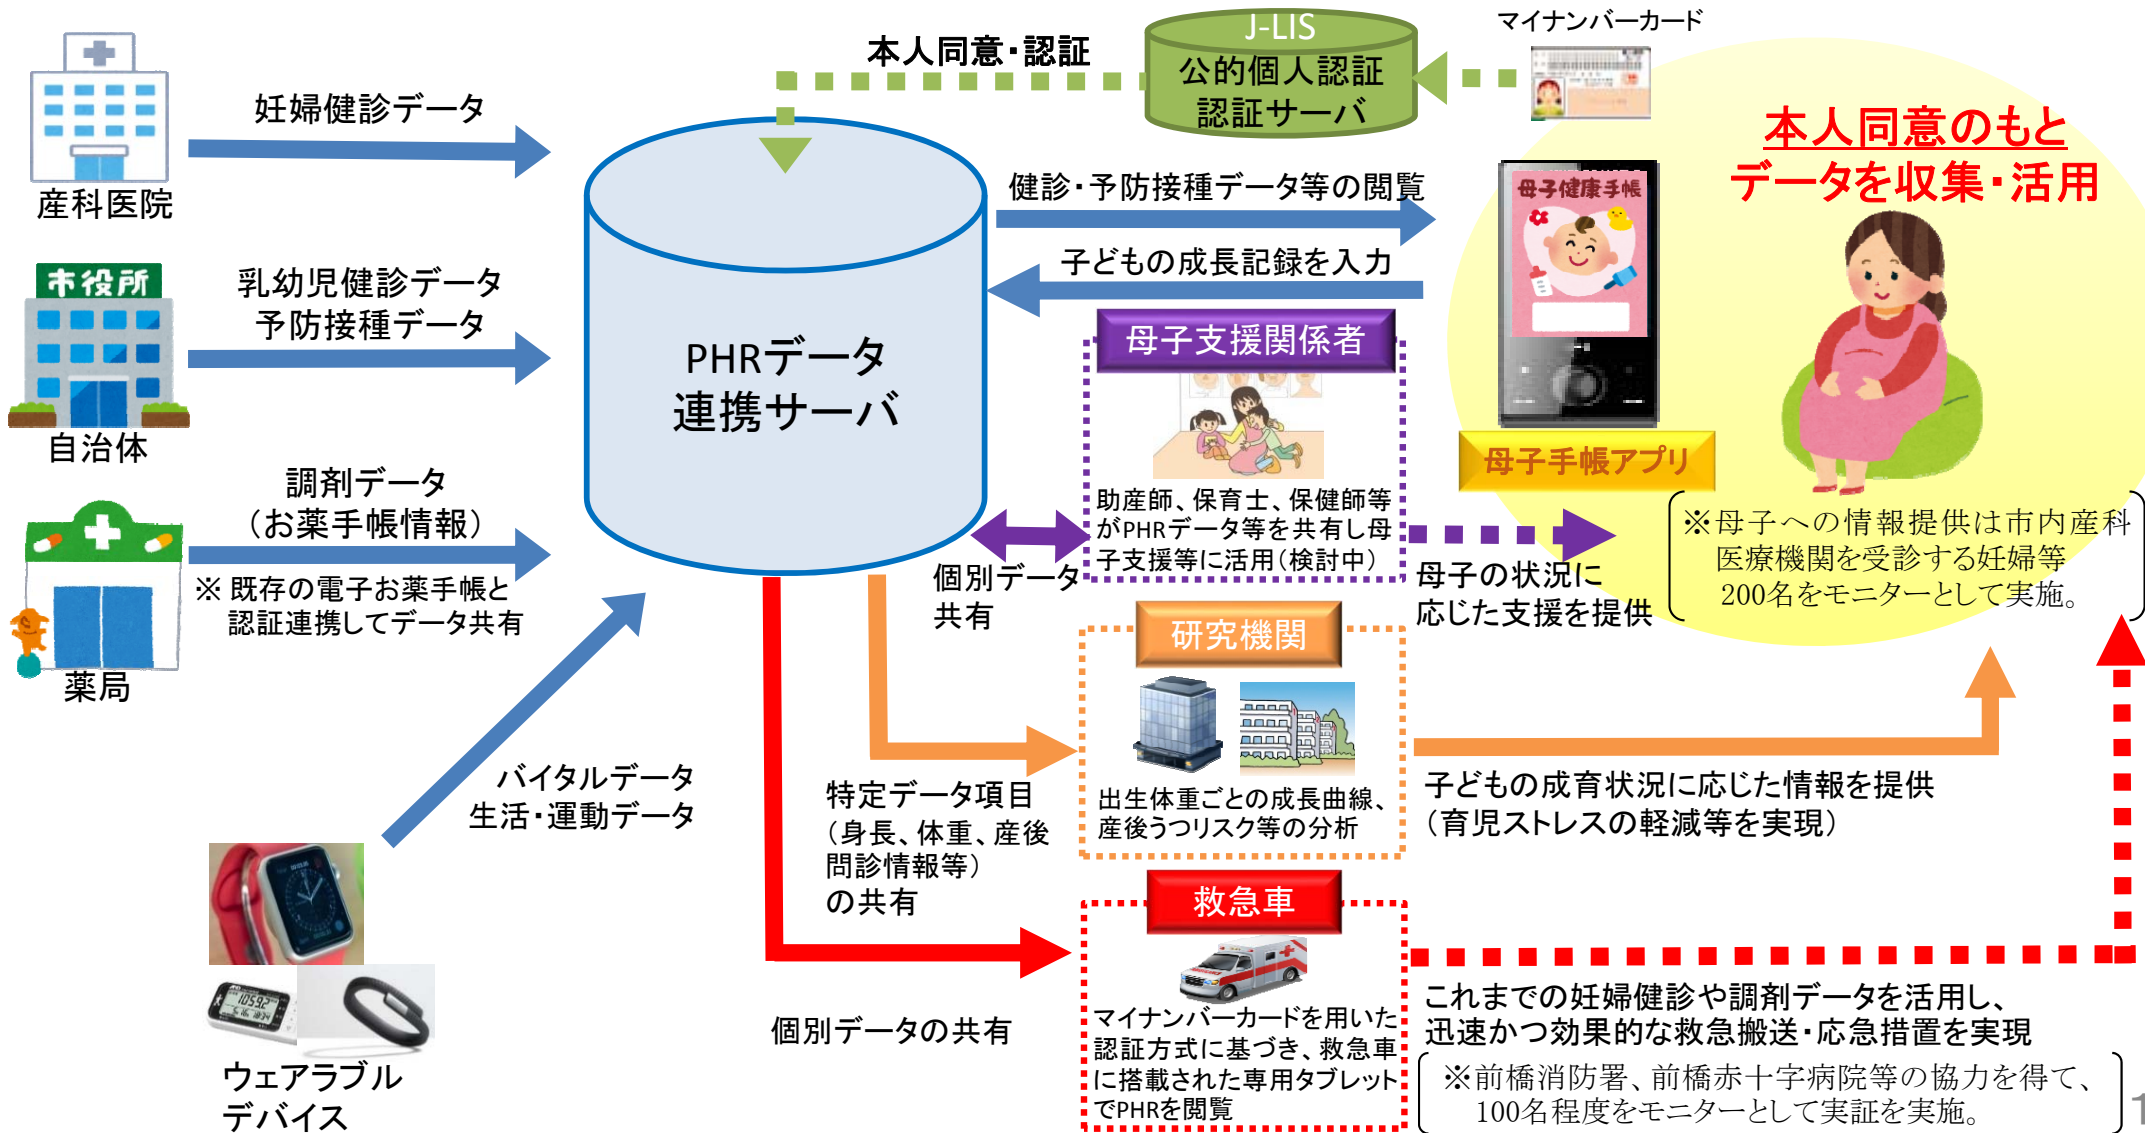 J-LIS
公的個人認証
認証サーバ
マイナンバーカード
本人同意・認証
本人同意のもと
データを収集・活用
産科医院
妊婦健診データ
市役所
自治体
乳幼児健診データ
予防接種データ
薬局
調剤データ
（お薬手帳情報）
※ 既存の電子お薬手帳と
認証連携してデータ共有
バイタルデータ
生活・運動データ
ウェアラブル
デバイス
PHRデータ
連携サーバ
健診・予防接種データ等の閲覧
子どもの成長記録を入力
母子健康手帳
母子手帳アプリ
※母子への情報提供は市内産科
医療機関を受診する妊婦等
200名をモニターとして実施。
母子支援関係者
助産師、保育士、保健師等
がPHRデータ等を共有し母
子支援等に活用（検討中）
個別データ
共有
母子の状況に
応じた支援を提供
研究機関
出生体重ごとの成長曲線、
産後うつリスク等の分析
特定データ項目
（身長、体重、産後
問診情報等）
の共有
子どもの成育状況に応じた情報を提供
（育児ストレスの軽減等を実現）
救急車
マイナンバーカードを用いた
認証方式に基づき、救急車
に搭載された専用タブレット
でPHRを閲覧
個別データの共有
これまでの妊婦健診や調剤データを活用し、
迅速かつ効果的な救急搬送・応急措置を実現
※前橋消防署、前橋赤十字病院等の協力を得て、
100名程度をモニターとして実証を実施。